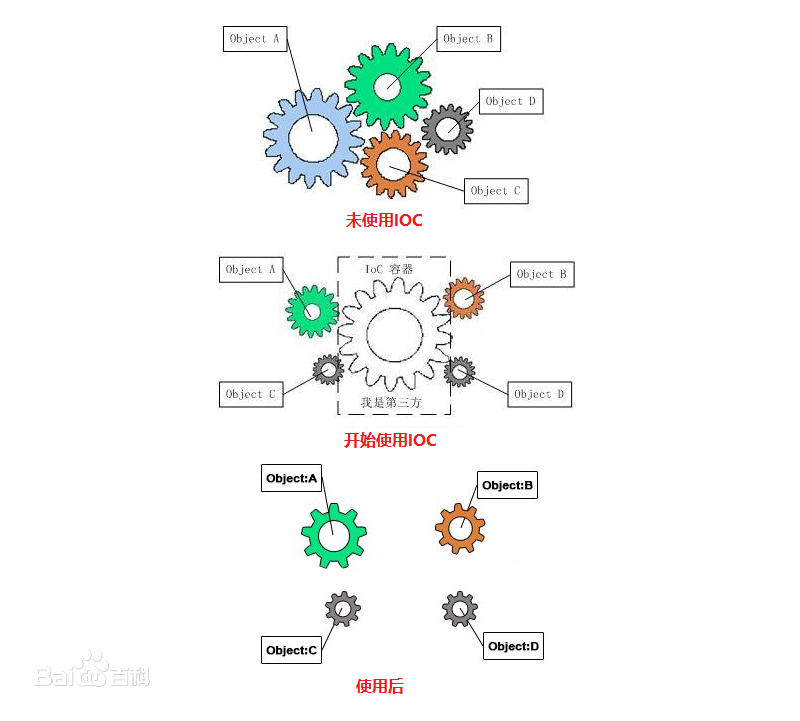 Object A
Object B
Object D
Object C
未使用IOC
IoC 容器
Object A
Object B
Object C
Object D
我是第三方
开始使用IOC
Object:A
Object:B
Object:C
Object:D
Baidu百科
使用后